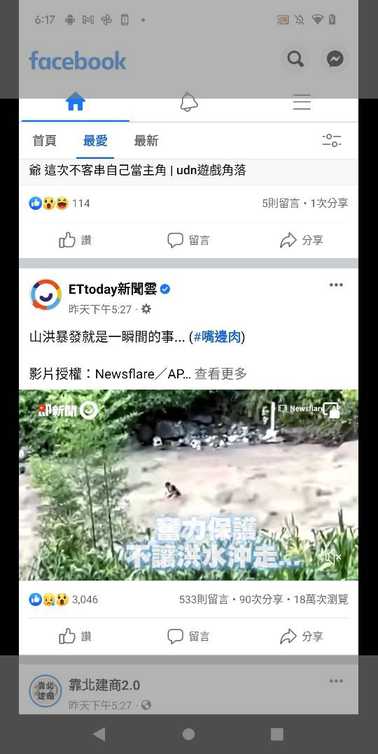 6:17
facebook
首頁 最愛 最新
爺 這次不客串自己當主角 | udn遊戲角落
114 5則留言・1次分享
讚 留言 分享
ETtoday新聞雲
昨天下午5:27
山洪暴發就是一瞬間的事... (#嘴邊肉)
影片授權：Newsflare／AP... 查看更多
新聞 Newsflare
奮力保護
不讓洪水沖走...
3,046 533則留言・90次分享・18萬次瀏覽
讚 留言 分享
靠北建商
靠北建商2.0
昨天下午5:27